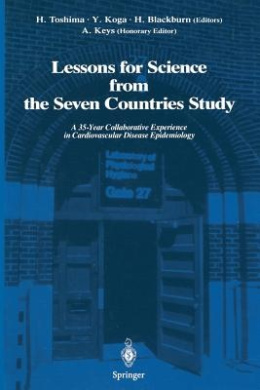 H. Toshima · Y. Koga · H. Blackburn (Editors)
A. Keys (Honorary Editor)
Lessons for Science
from
the Seven Countries Study
A 35-Year Collaborative Experience
in Cardiovascular Disease Epidemiology
Laboratory of
Physiological
Hygiene
Gate 27
Springer